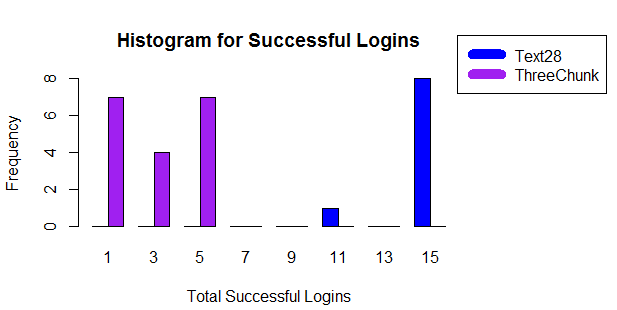 Histogram for Successful Logins
Text28
ThreeChunk
Frequency
8
6
4
2
0
1 3 5 7 9 11 13 15
Total Successful Logins